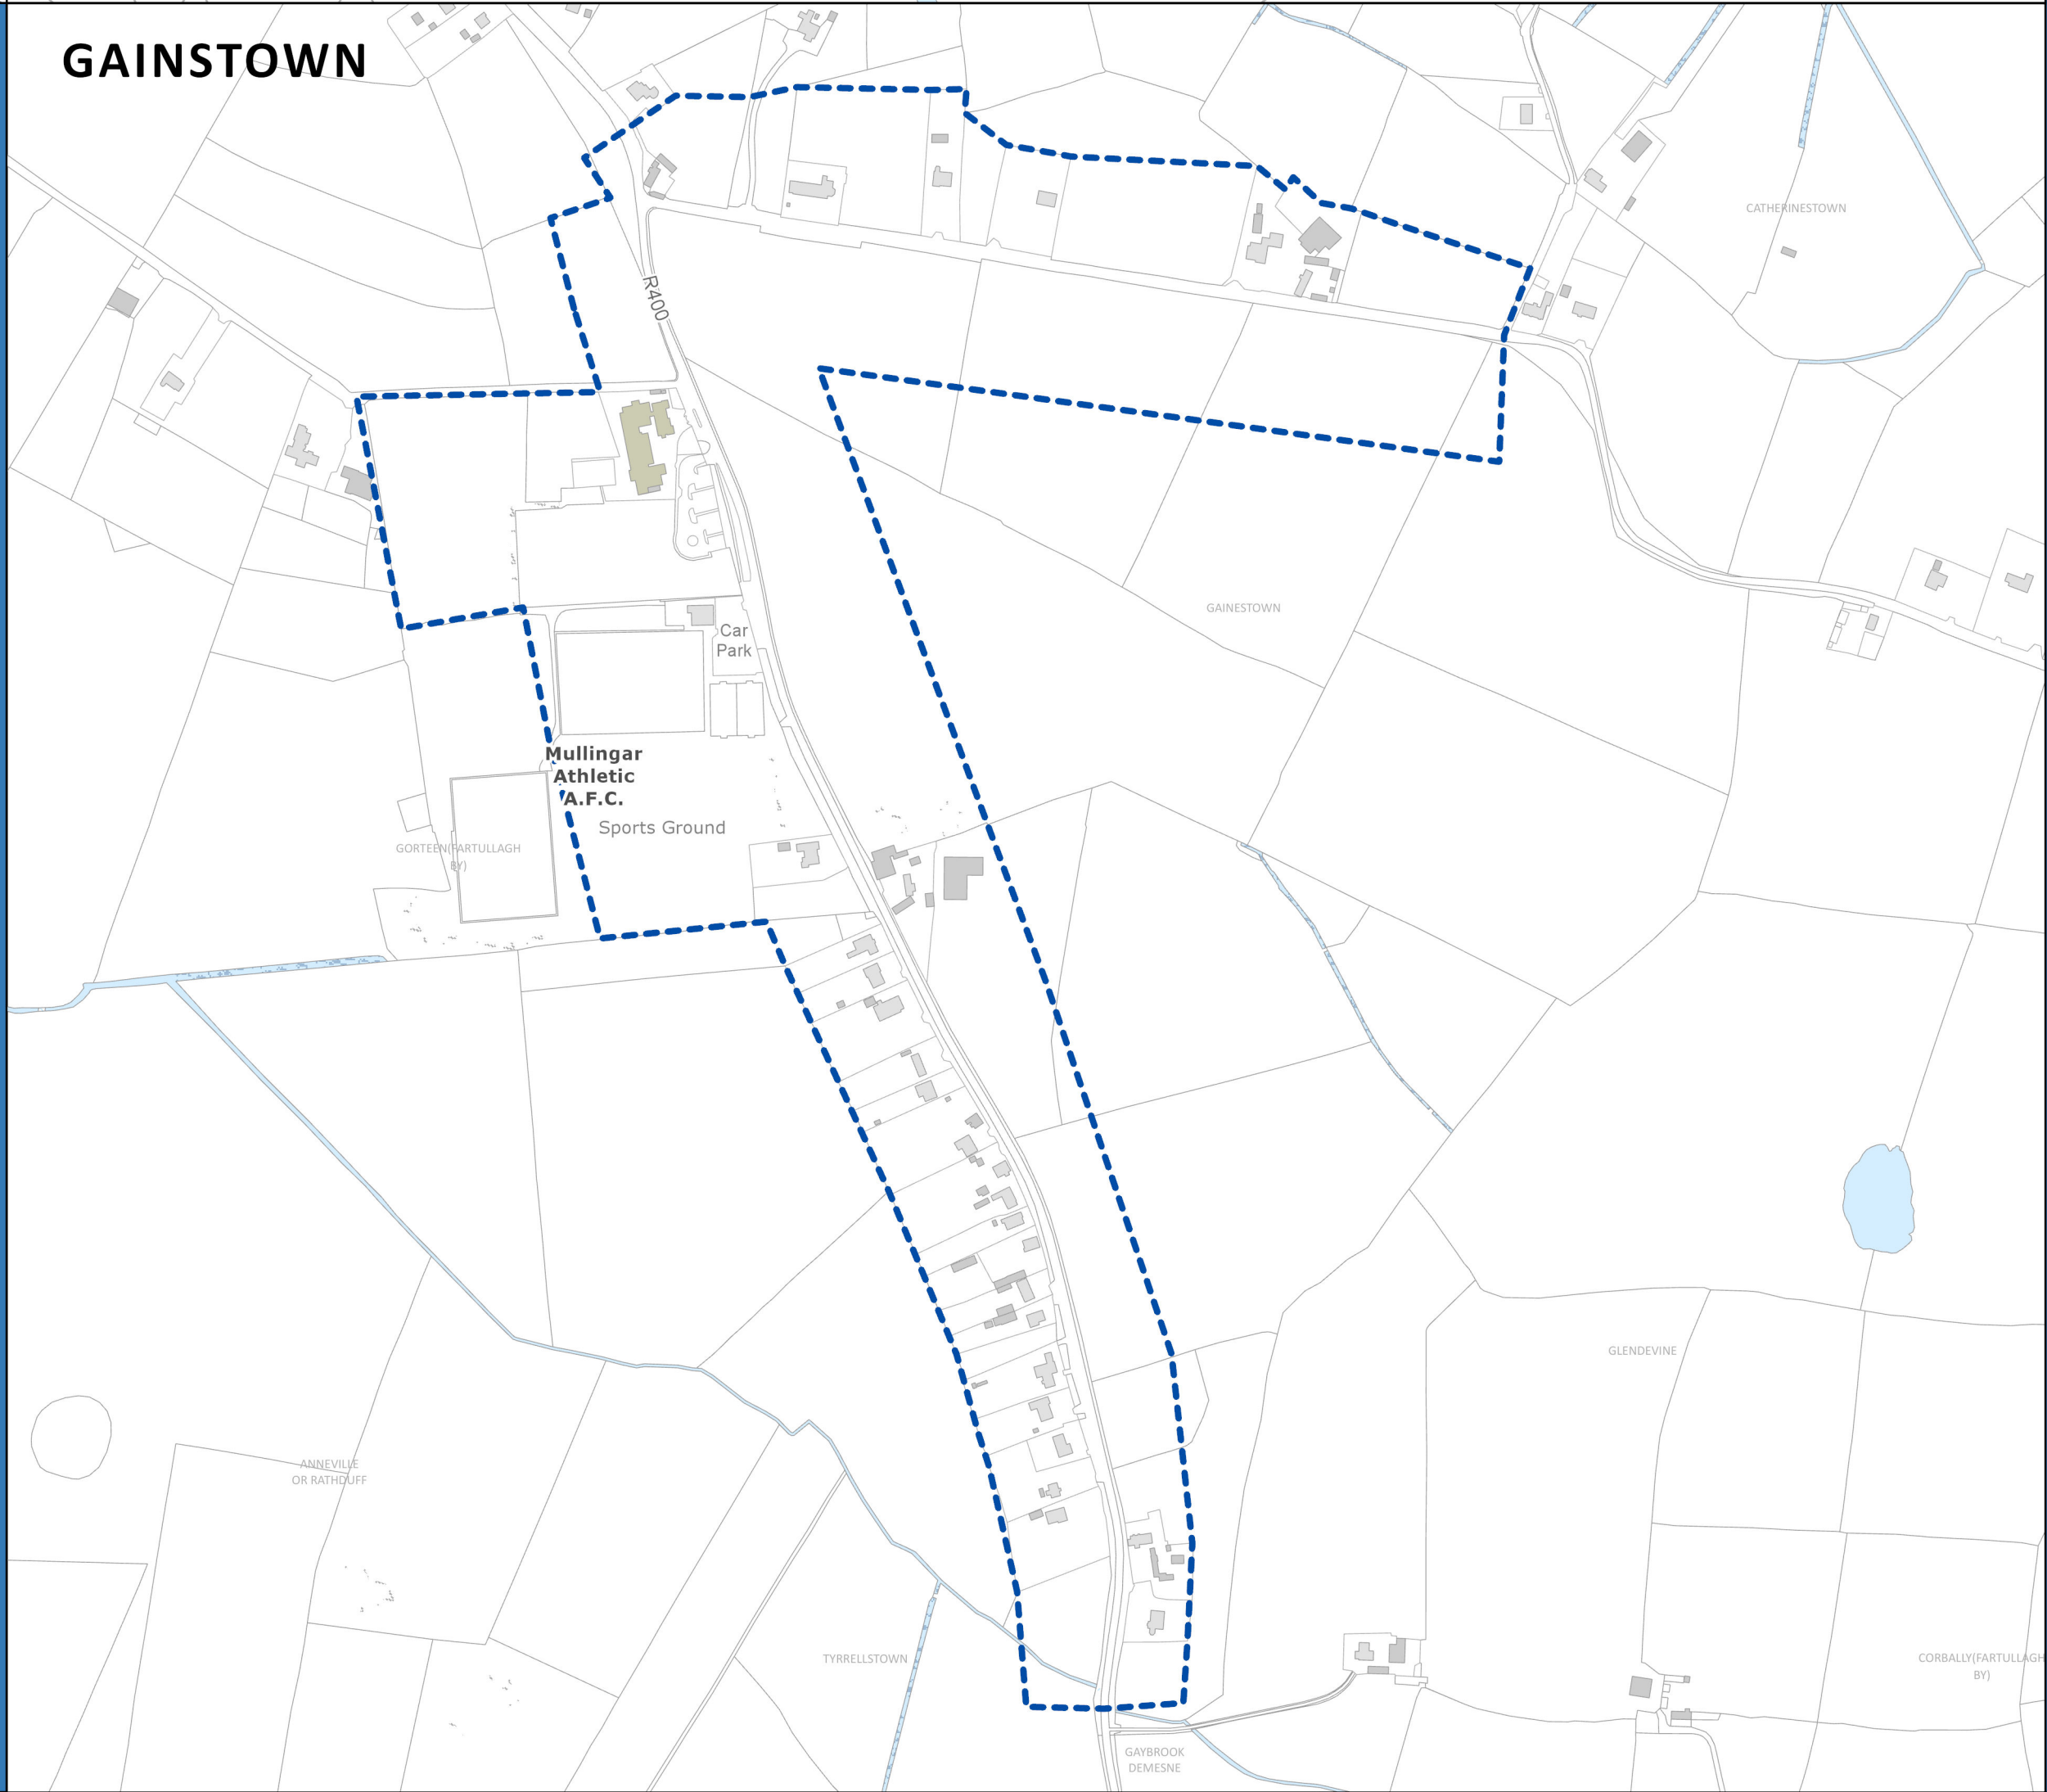 GAINSTOWN
CATHERINESTOWN
R400
GAINESTOWN
Car
Park
Mullingar
Athletic
A.F.C.
Sports Ground
GORTEEN(FARTULLAGH
BY)
GLENDEVINE
ANNEVILLE
OR RATHDUFF
TYRRELLSTOWN
CORBALLY(FARTULLAGH
BY)
GAYBROOK
DEMESNE